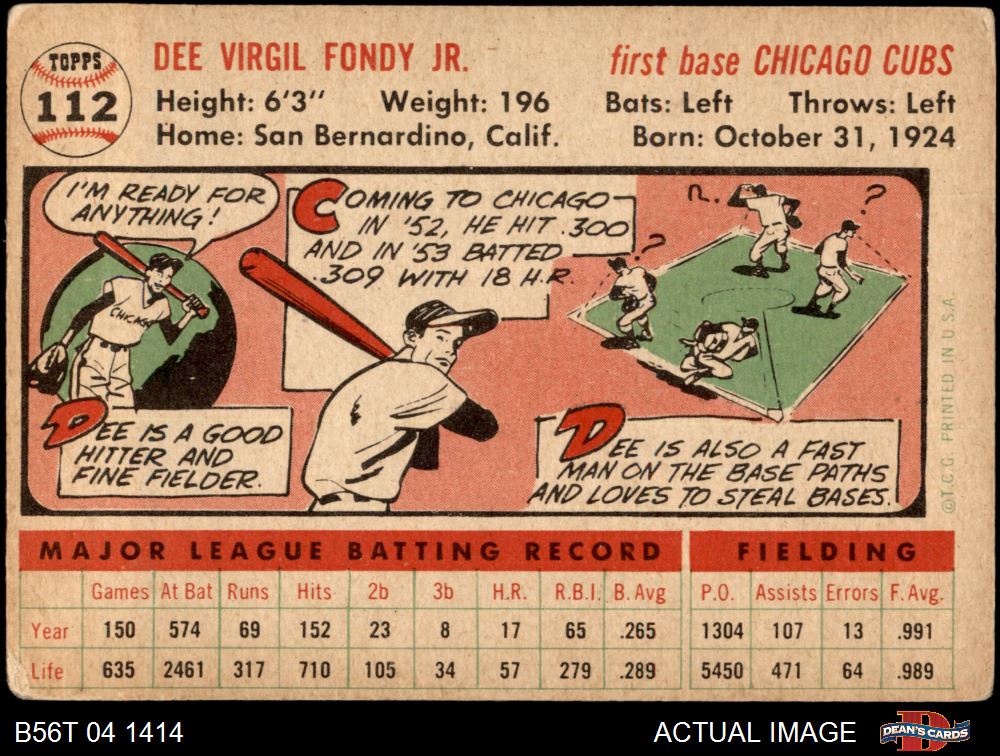 TOPPS
112
DEE VIRGIL FONDY JR.
first base CHICAGO CUBS
Height: 6'3" Weight: 196 Bats: Left Throws: Left
Home: San Bernardino, Calif. Born: October 31, 1924
I'M READY FOR
ANYTHING!
CHICAGO
DEE IS A GOOD
HITTER AND
FINE FIELDER.
COMING TO CHICAGO
IN '52, HE HIT .300
AND IN '53 BATTED
.309 WITH 18 H.R.
?
?
?
DEE IS ALSO A FAST
MAN ON THE BASE PATHS
AND LOVES TO STEAL BASES.
©T.C.G. PRINTED IN U.S.A.
MAJOR LEAGUE BATTING RECORD FIELDING
Games At Bat Runs Hits 2b 3b H.R. R.B.I. B. Avg P.O. Assists Errors F. Avg.
Year 150 574 69 152 23 8 17 65 .265 1304 107 13 .991
Life 635 2461 317 710 105 34 57 279 .289 5450 471 64 .989
B56T 04 1414 ACTUAL IMAGE
D
DEAN'S CARDS